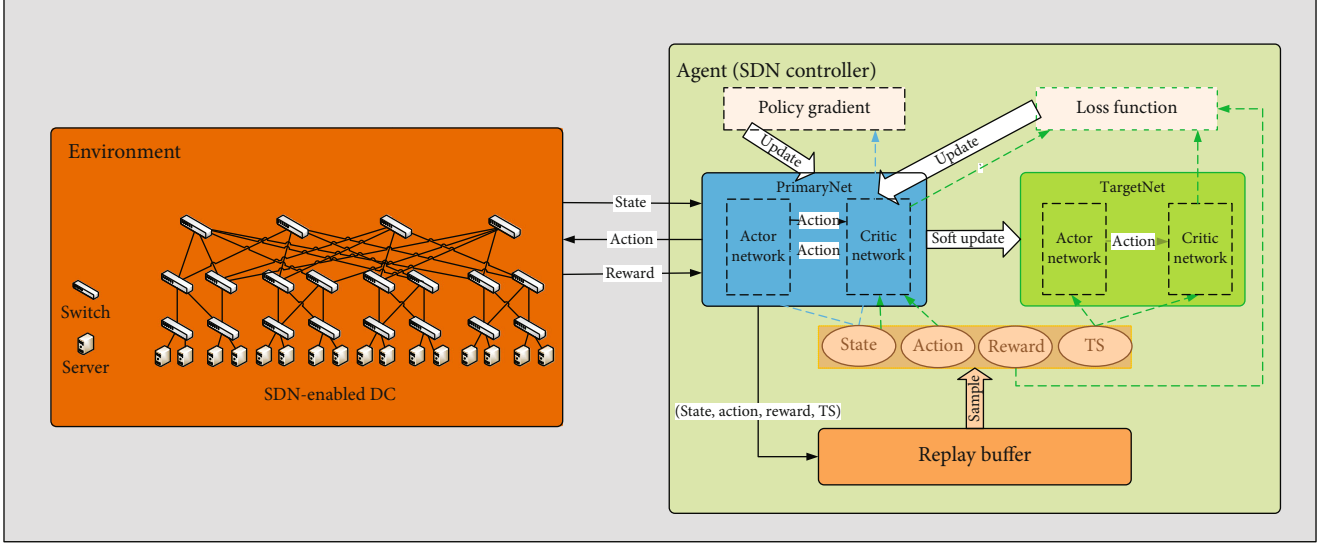 Environment
Switch
Server
SDN-enabled DC
State
Action
Reward
Agent (SDN controller)
Policy gradient
Loss function
Update
Update
PrimaryNet
Actor
network
Action
Action
Critic
network
Soft update
TargetNet
Actor
network
Action
Critic
network
State
Action
Reward
TS
(State, action, reward, TS)
Sample
Replay buffer